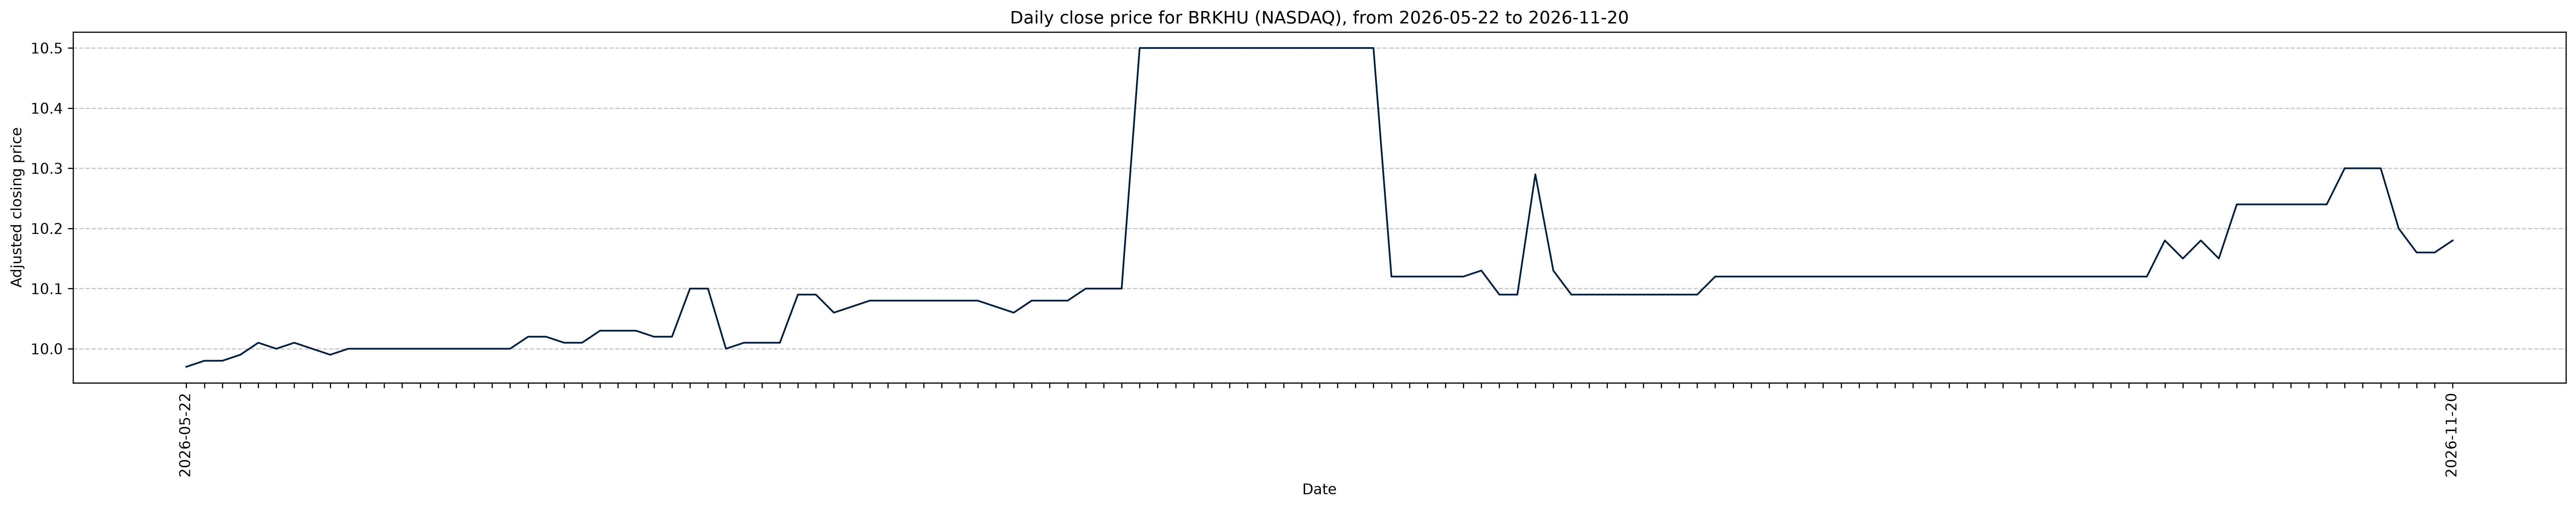 Daily close price for BRKHU (NASDAQ), from 2026-05-22 to 2026-11-20
Adjusted closing price
10.5
10.4
10.3
10.2
10.1
10.0
2026-05-22
2026-11-20
Date